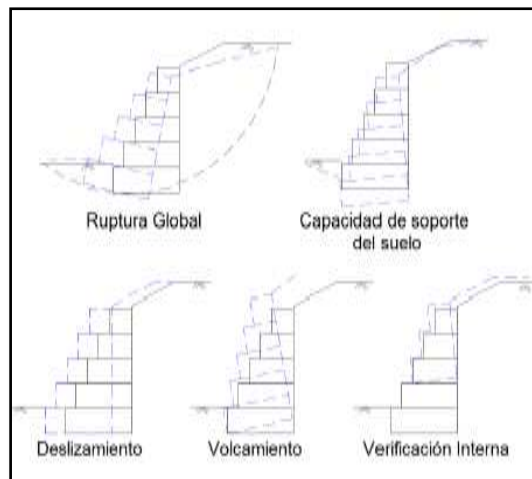 Ruptura Global
Capacidad de soporte
del suelo
Deslizamiento
Volcamiento
Verificación Interna